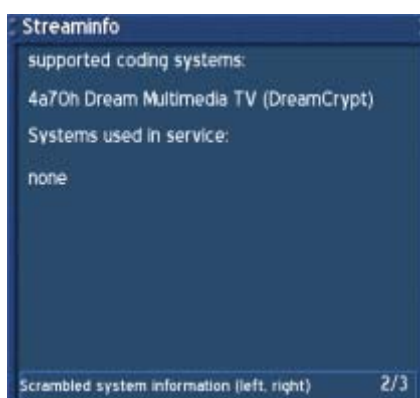 Streaminfo
supported coding systems:
4a70h Dream Multimedia TV (DreamCrypt)
Systems used in service:
none
Scrambled system information (left, right) 2/3